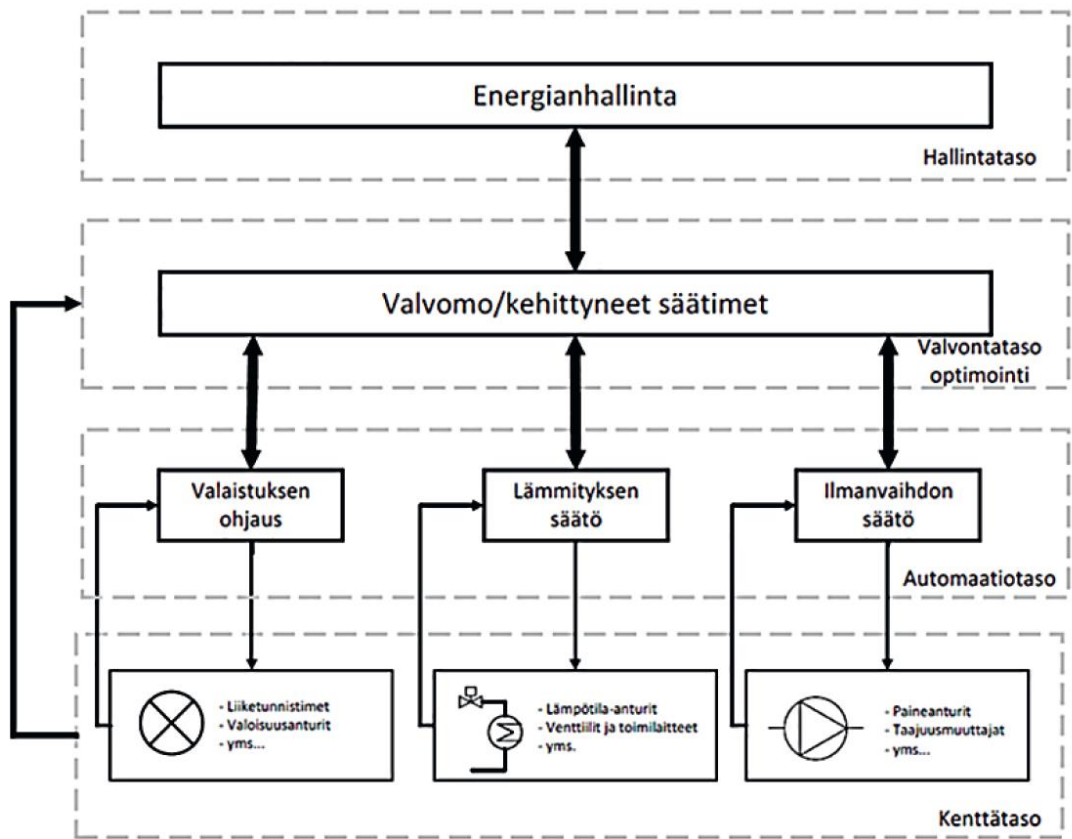 Energianhallinta
Hallintataso
Valvomo/kehittyneet säätimet
Valvontataso
optimointi
Valaistuksen
ohjaus
Lämmityksen
säätö
Ilmanvaihdon
säätö
Automaatiotaso
- Liiketunnistimet
- Valoisuusanturit
- yms...
- Lämpötila-anturit
- Venttiilit ja toimilaitteet
- yms.
- Paineanturit
- Taajuusmuuttajat
- yms...
Kenttätaso